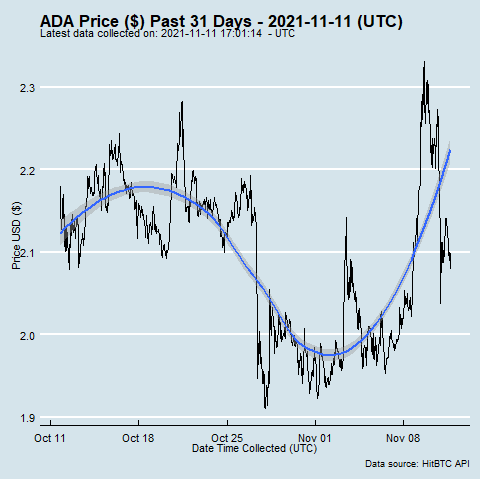 ADA Price ($) Past 31 Days - 2021-11-11 (UTC)
Latest data collected on: 2021-11-11 17:01:14 - UTC
2.3
2.2
2.1
2.0
1.9
Price USD ($)
Oct 11 Oct 18 Oct 25 Nov 01 Nov 08
Date Time Collected (UTC)
Data source: HitBTC API